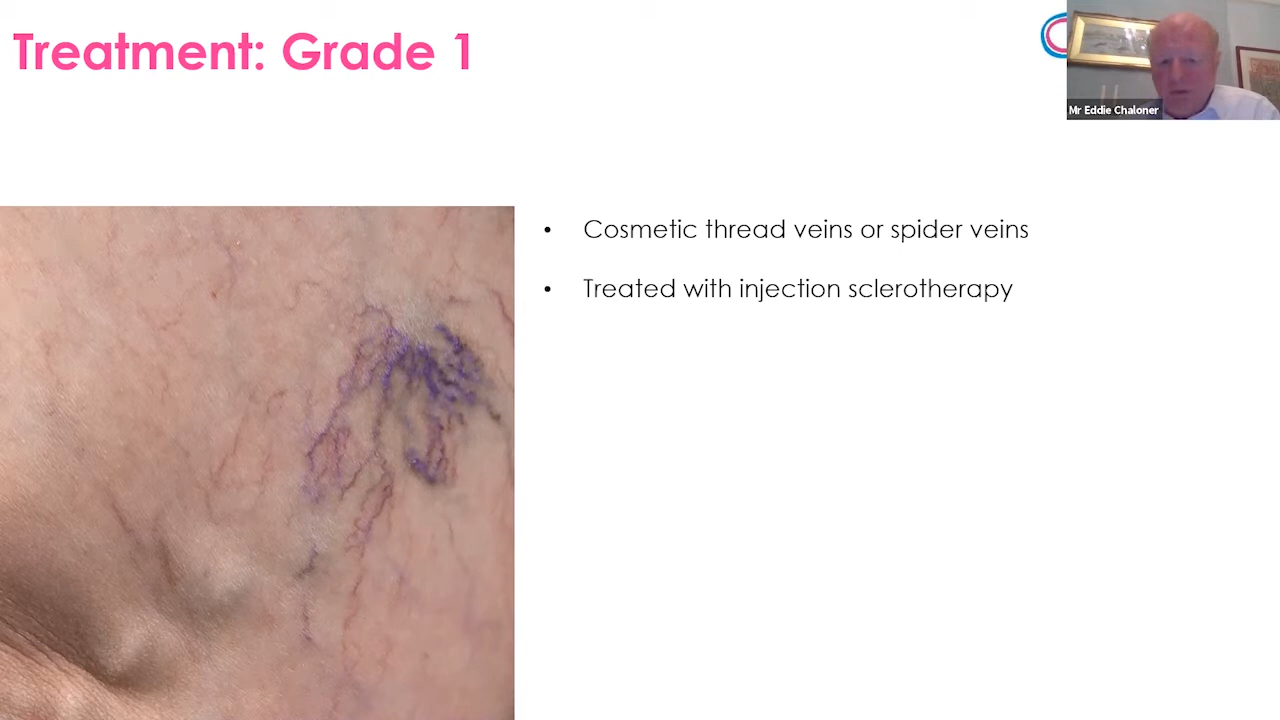 Treatment: Grade 1
Mr Eddie Chaloner
• Cosmetic thread veins or spider veins
• Treated with injection sclerotherapy